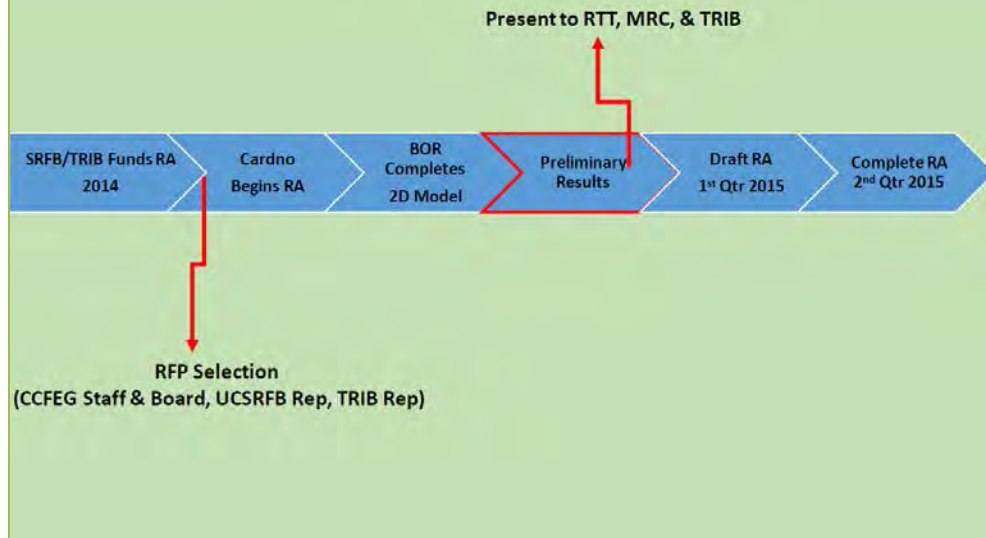 Present to RTT, MRC, & TRIB
SRFB/TRIB Funds RA
2014
Cardno
Begins RA
BOR
Completes
2D Model
Preliminary
Results
Draft RA
1st Qtr 2015
Complete RA
2nd Qtr 2015
RFP Selection
(CCFEG Staff & Board, UCSRFB Rep, TRIB Rep)